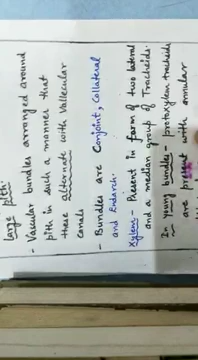 large pith.
- Vascular bundles arranged around
pith in such a manner that
these alternate with Vallecular
canals
- Bundles are Conjoint, Collateral
and Endarch.
Xylem - Present in form of two lateral
and a median group of Tracheids.
In young bundles - protoxylem tracheids
are present with annular